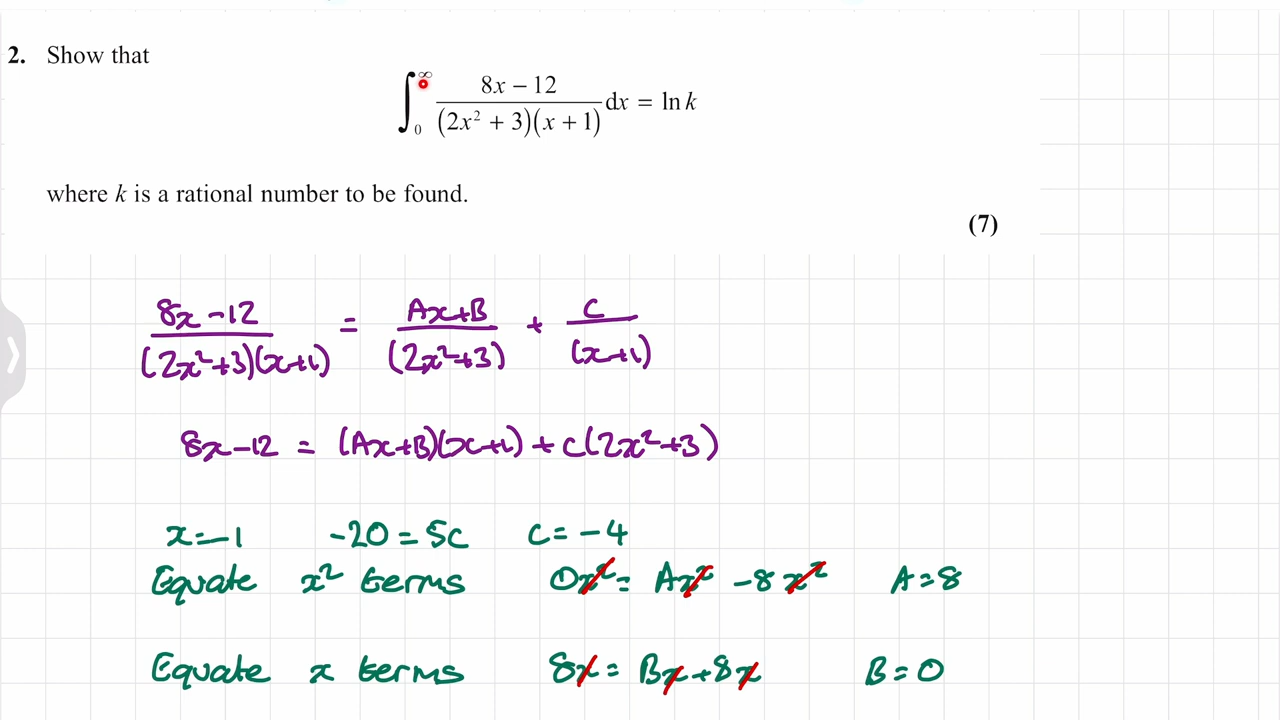 2. Show that
∫₀^∞ (8x − 12)/((2x² + 3)(x + 1)) dx = ln k
where k is a rational number to be found.
(7)
(8x − 12)/((2x²+3)(x+1)) = (Ax+B)/(2x²+3) + C/(x+1)
8x−12 = (Ax+B)(x+1) + C(2x²+3)
x=−1 −20=5C C=−4
Equate x² terms 0x² = Ax² −8x² A=8
Equate x terms 8x = Bx+8x B=0